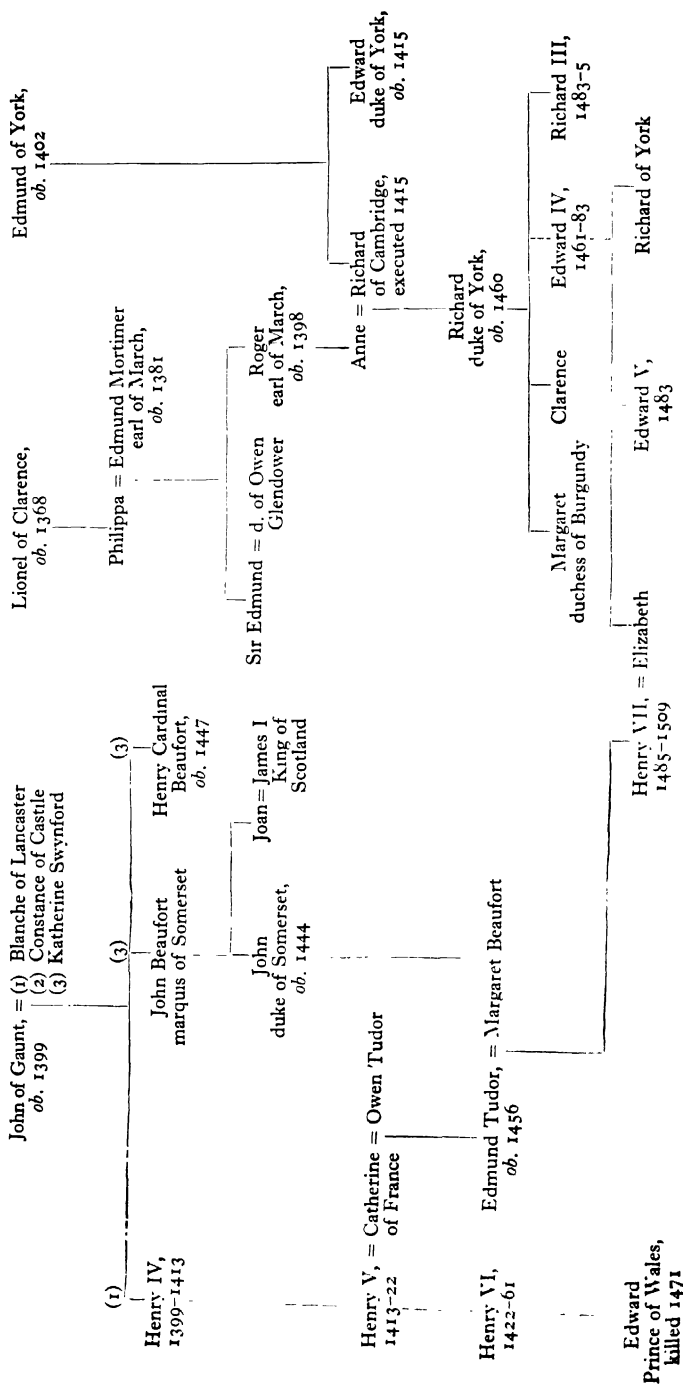 John of Gaunt, = (1) Blanche of Lancaster
ob. 1399
(2) Constance of Castile
(3) Katherine Swynford
Lionel of Clarence,
ob. 1368
Edmund of York,
ob. 1402
Philippa = Edmund Mortimer
earl of March,
ob. 1381
(1)
(3)
(3)
Henry IV,
1399-1413
John Beaufort
marquis of Somerset
Henry Cardinal
Beaufort,
ob. 1447
John
duke of Somerset,
ob. 1444
Joan = James I
King of
Scotland
Sir Edmund = d. of Owen
Glendower
Roger
earl of March,
ob. 1398
Henry V, = Catherine = Owen Tudor
1413-22
of France
Anne = Richard
of Cambridge,
executed 1415
Edward
duke of York,
ob. 1415
Henry VI,
1422-61
Edmund Tudor, = Margaret Beaufort
ob. 1456
Richard
duke of York,
ob. 1460
Margaret
duchess of Burgundy
Clarence
Edward IV,
1461-83
Richard III,
1483-5
Edward
Prince of Wales,
killed 1471
Henry VII, = Elizabeth
1485-1509
Edward V,
1483
Richard of York